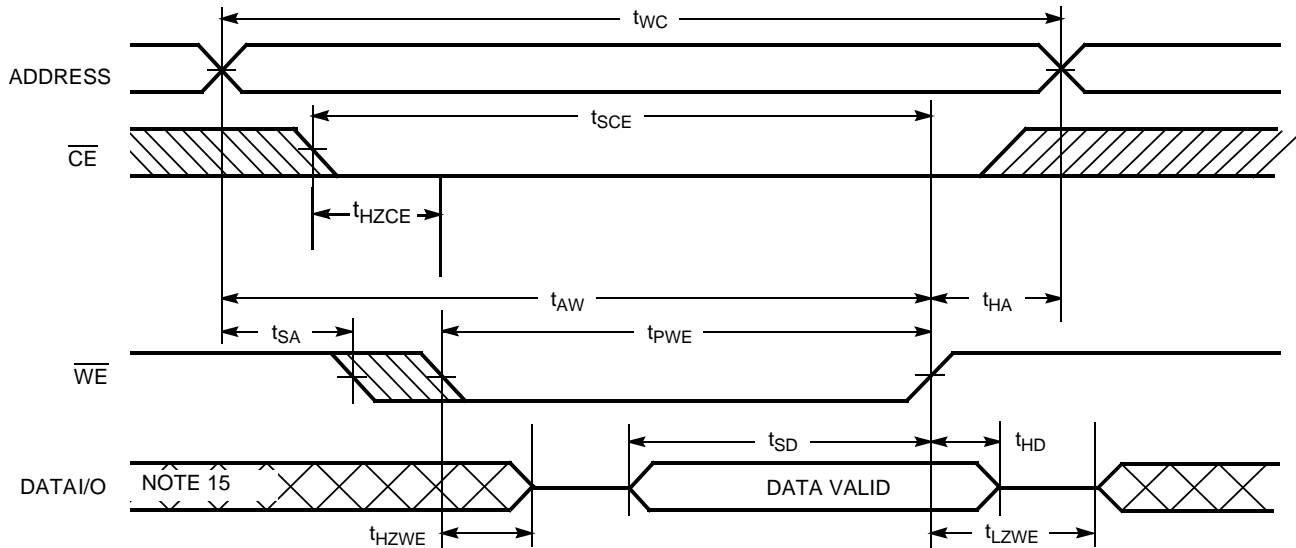 tWC
ADDRESS
tSCE
CE
tHZCE
tAW
tHA
tSA
tPWE
WE
tSD
tHD
DATAI/O
NOTE 15
DATA VALID
tHZWE
tLZWE